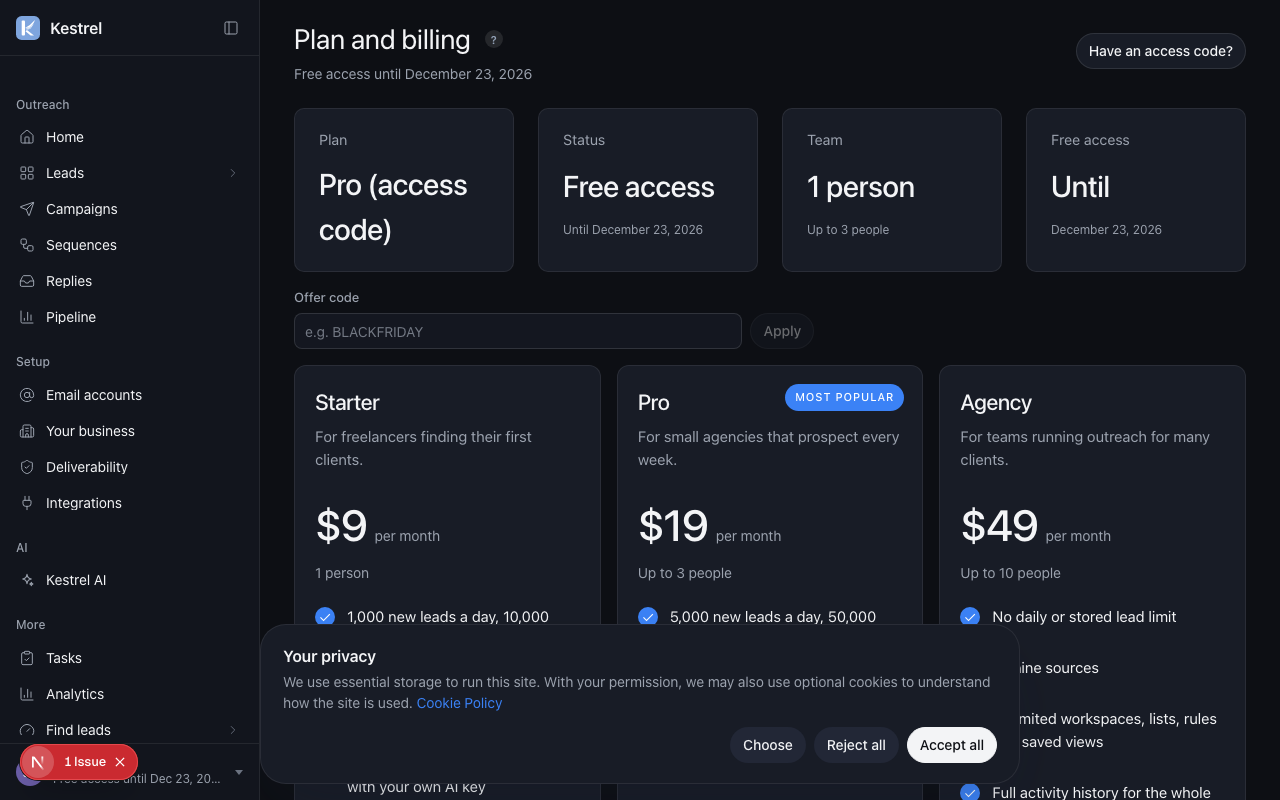 Kestrel
Outreach
Home
Leads
Campaigns
Sequences
Replies
Pipeline
Setup
Email accounts
Your business
Deliverability
Integrations
AI
Kestrel AI
More
Tasks
Analytics
Find leads
N 1 Issue
Free access until Dec 23, 20...
Plan and billing ?
Free access until December 23, 2026
Have an access code?
Plan
Pro (access
code)
Status
Free access
Until December 23, 2026
Team
1 person
Up to 3 people
Free access
Until
December 23, 2026
Offer code
e.g. BLACKFRIDAY
Apply
Starter
For freelancers finding their first
clients.
$9 per month
1 person
1,000 new leads a day, 10,000
with your own AI key
Pro
MOST POPULAR
For small agencies that prospect every
week.
$19 per month
Up to 3 people
5,000 new leads a day, 50,000
Agency
For teams running outreach for many
clients.
$49 per month
Up to 10 people
No daily or stored lead limit
sources
workspaces, lists, rules
saved views
Full activity history for the whole
Your privacy
We use essential storage to run this site. With your permission, we may also use optional cookies to understand
how the site is used. Cookie Policy
Choose
Reject all
Accept all